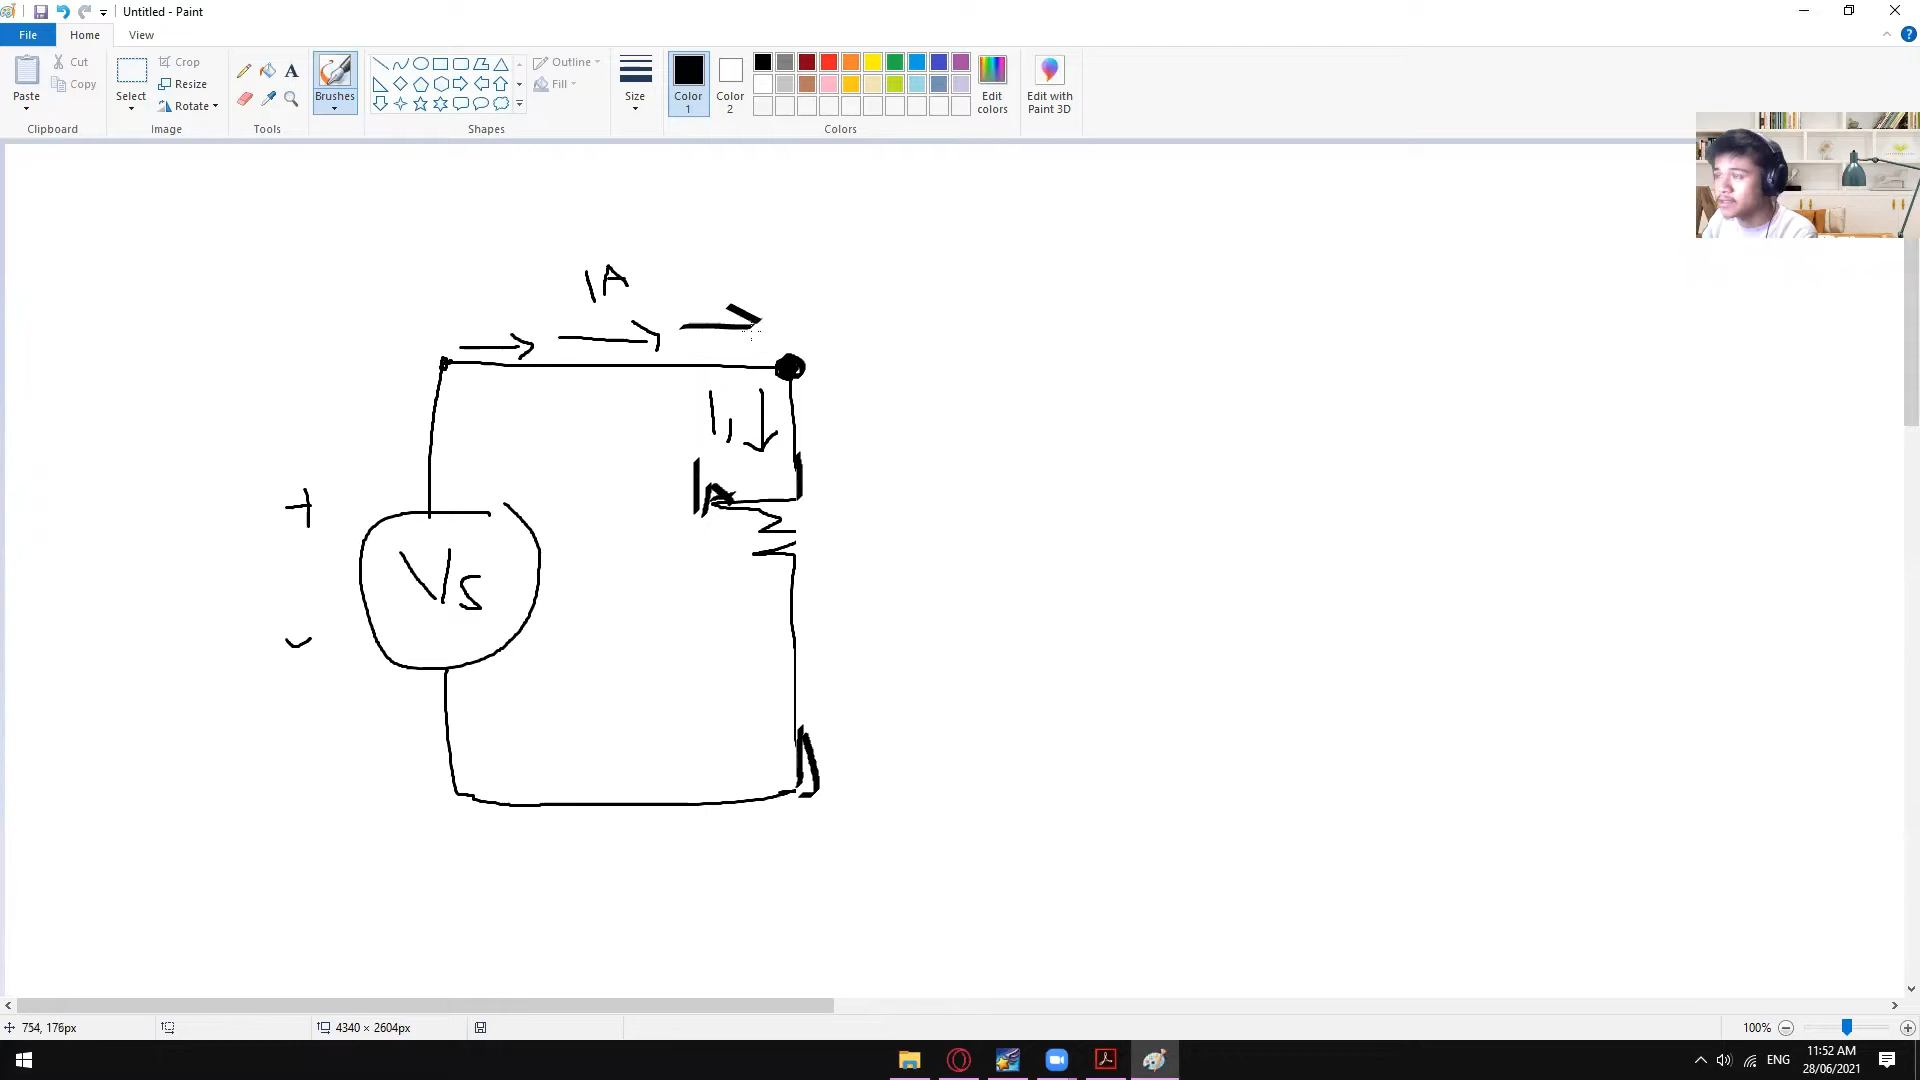 Untitled - Paint
File Home View
Paste
Cut
Copy
Clipboard
Select
Crop
Resize
Rotate
Image
A
Tools
Brushes
Shapes
Outline
Fill
Size
Color 1
Color 2
Edit colors
Colors
Edit with Paint 3D
1A
I1
1A
+
Vs
-
754, 176px
4340 × 2604px
100%
ENG
11:52 AM
28/06/2021